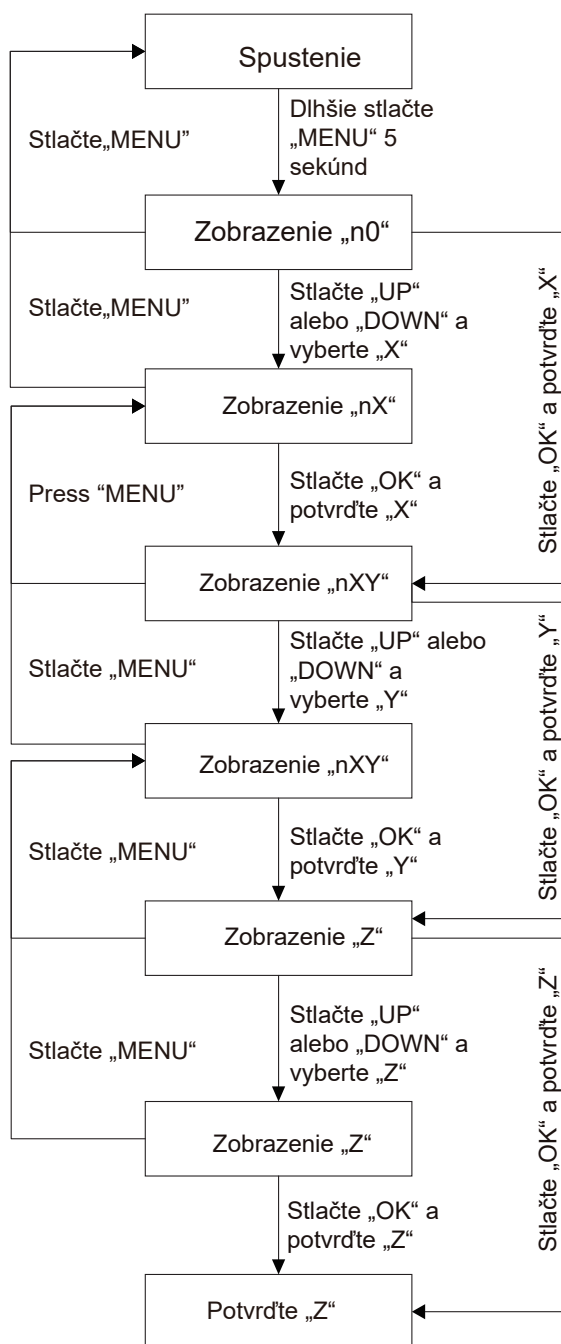 Spustenie
Dlhšie stlačte
„MENU“ 5
sekúnd
Stlačte„MENU”
Zobrazenie „n0“
Stlačte„MENU”
Stlačte „UP“
alebo „DOWN“ a
vyberte „X“
Stlačte „OK“ a potvrďte „X“
Zobrazenie „nX“
Press “MENU”
Stlačte „OK“ a
potvrďte „X“
Zobrazenie „nXY“
Stlačte „MENU“
Stlačte „UP“ alebo
„DOWN“ a
vyberte „Y“
Stlačte „OK“ a potvrďte „Y“
Zobrazenie „nXY“
Stlačte „MENU“
Stlačte „OK“ a
potvrďte „Y“
Zobrazenie „Z“
Stlačte „MENU“
Stlačte „UP“
alebo „DOWN“ a
vyberte „Z“
Stlačte „OK“ a potvrďte „Z“
Zobrazenie „Z“
Stlačte „OK“ a
potvrďte „Z“
Potvrďte „Z“